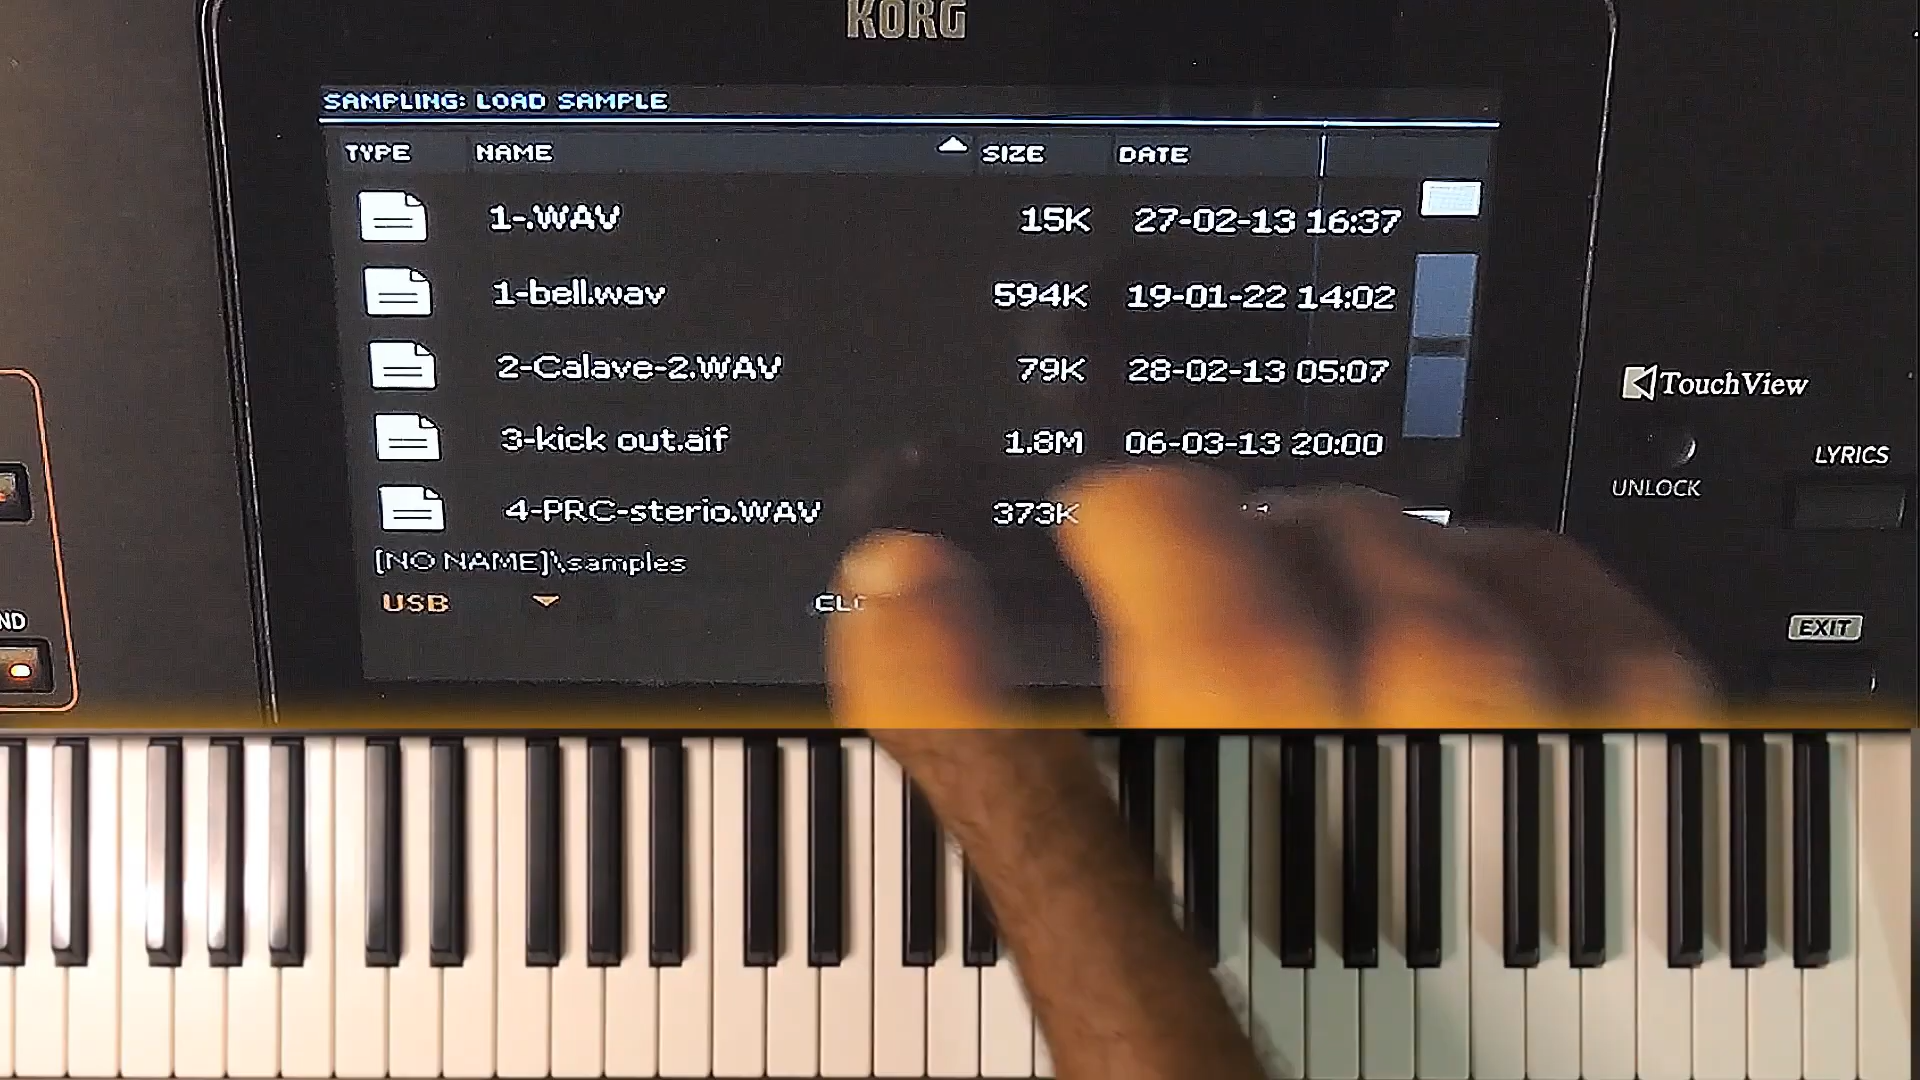 KORG
SAMPLING: LOAD SAMPLE
TYPE NAME SIZE DATE
1-.WAV 15K 27-02-13 16:37
1-bell.wav 594K 19-01-22 14:02
2-Calave-2.WAV 79K 28-02-13 05:07
3-kick out.aif 1.8M 06-03-13 20:00
4-PRC-sterio.WAV 373K
[NO NAME]\samples
USB
TouchView
LYRICS
UNLOCK
EXIT